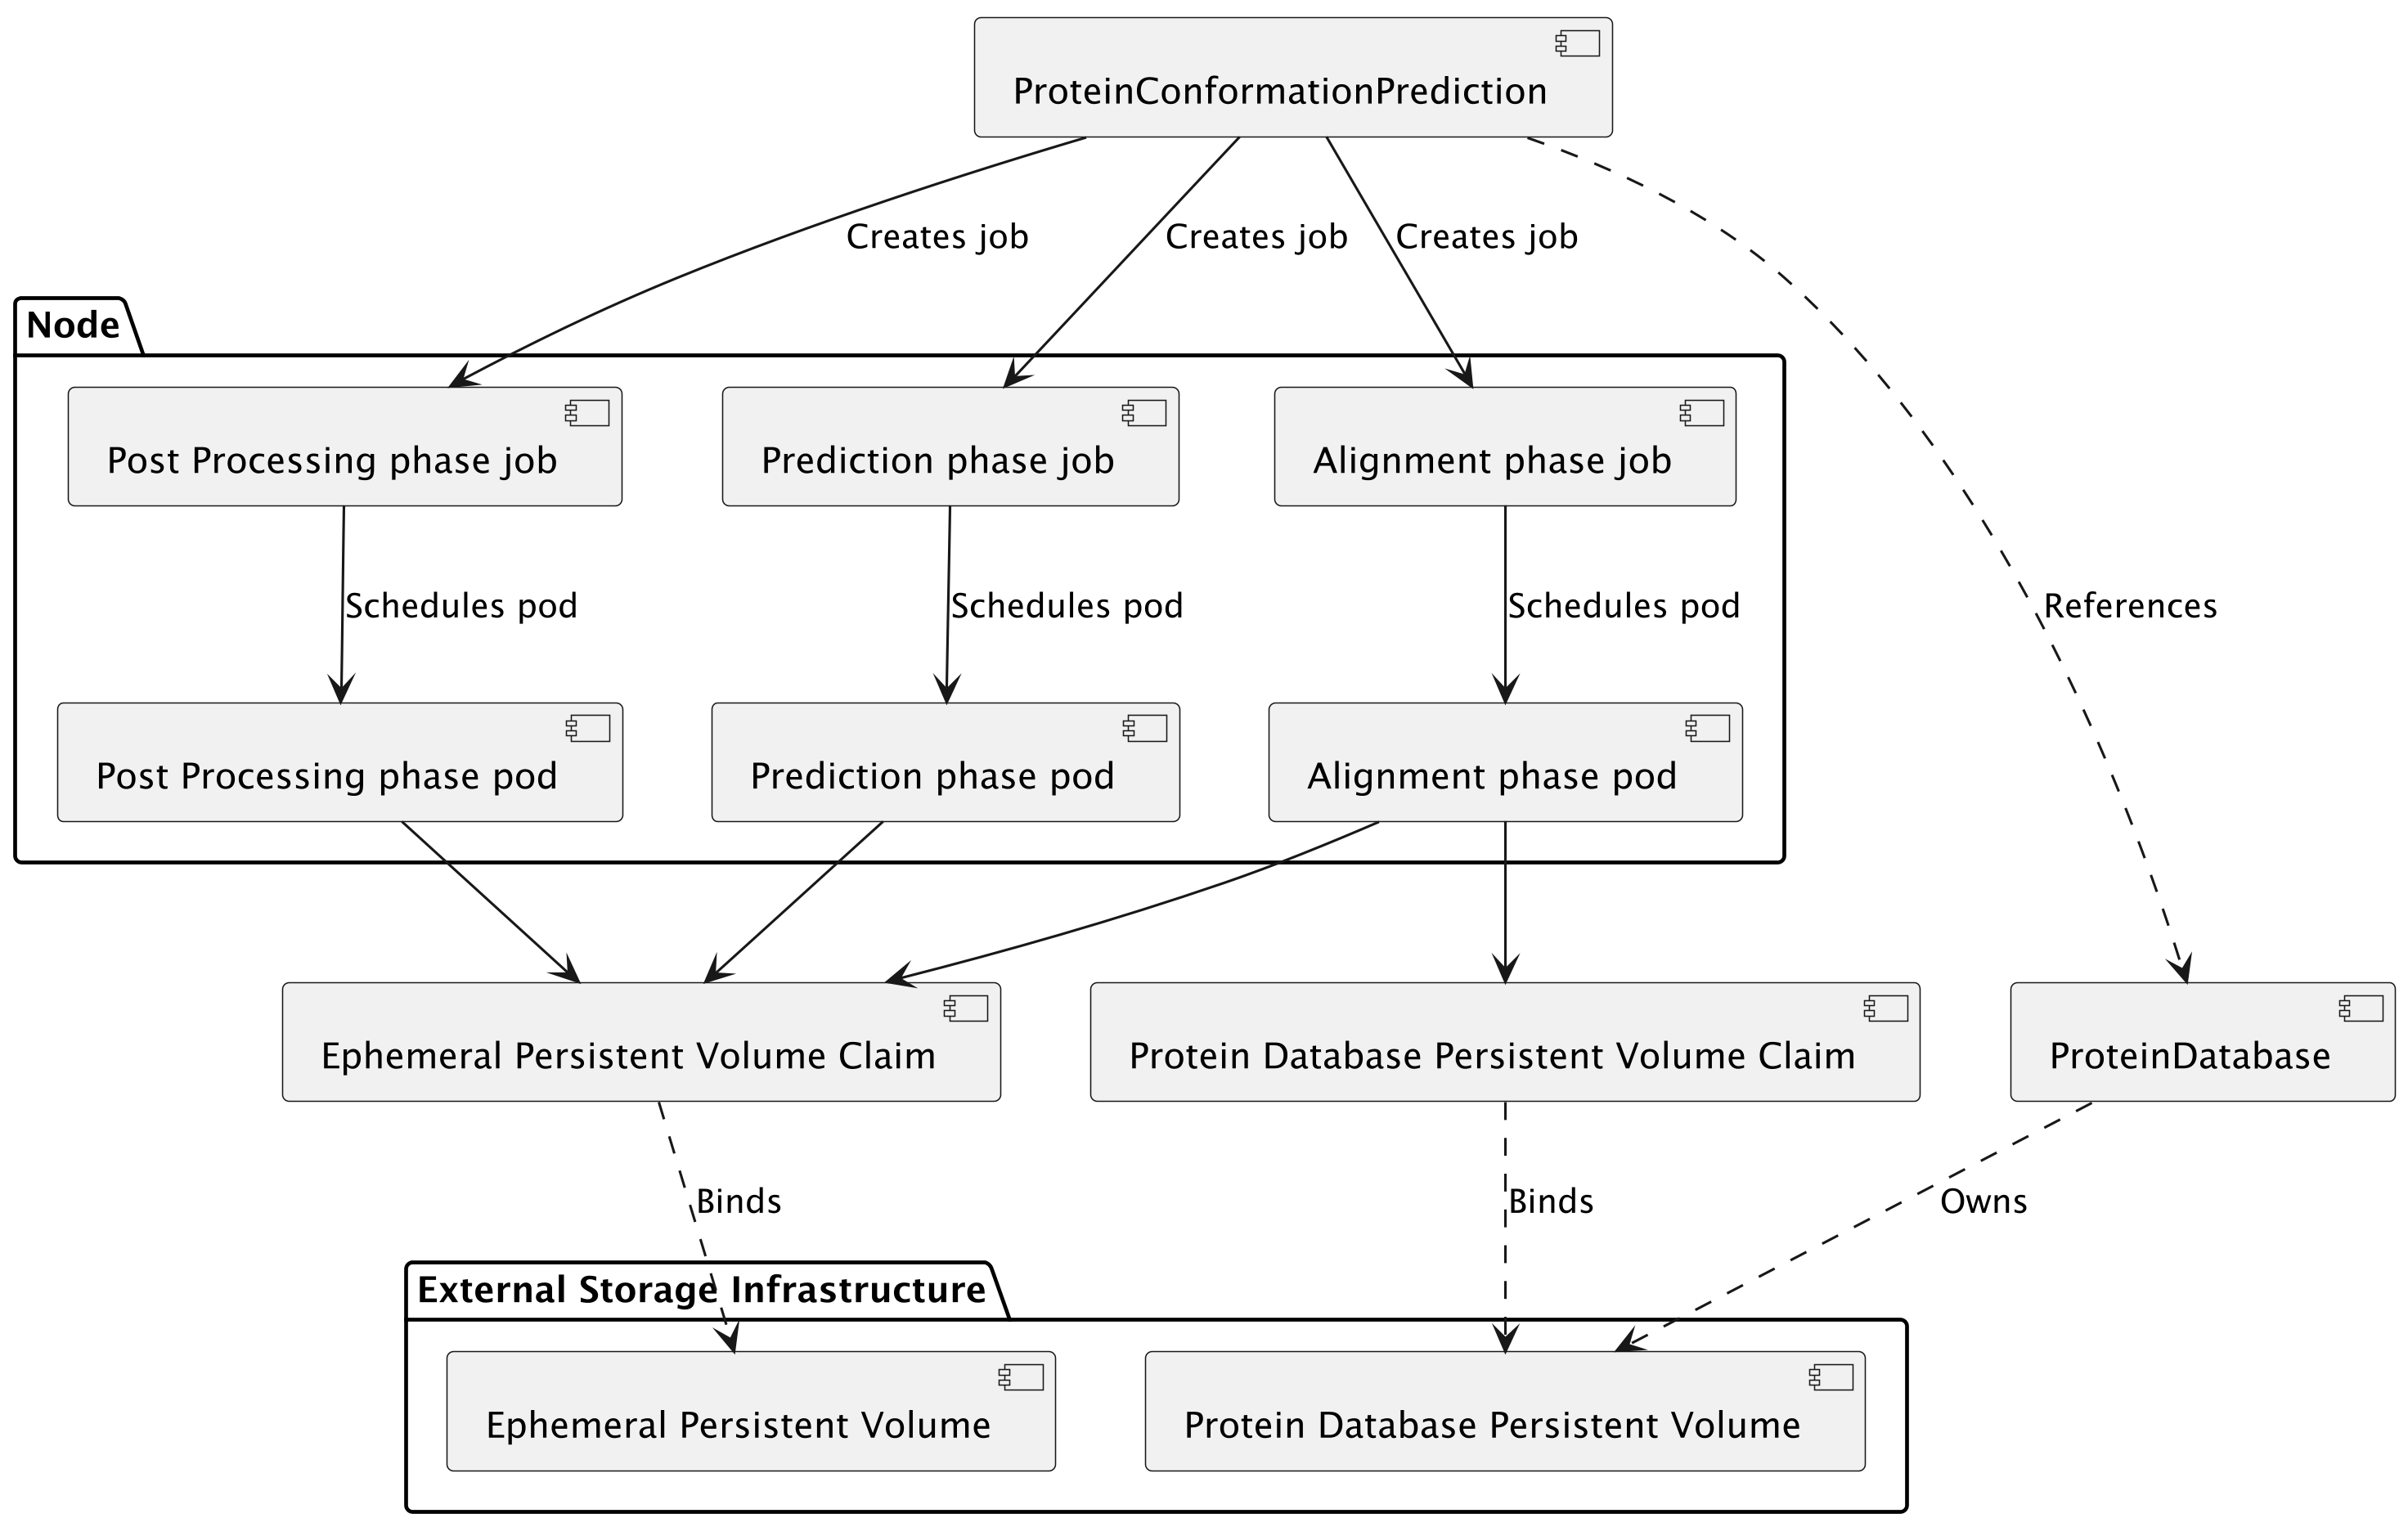 ProteinConformationPrediction
Creates job
Creates job
Creates job
Node
Post Processing phase job
Prediction phase job
Alignment phase job
Schedules pod
Schedules pod
Schedules pod
References
Post Processing phase pod
Prediction phase pod
Alignment phase pod
Ephemeral Persistent Volume Claim
Protein Database Persistent Volume Claim
ProteinDatabase
Binds
Binds
Owns
External Storage Infrastructure
Ephemeral Persistent Volume
Protein Database Persistent Volume